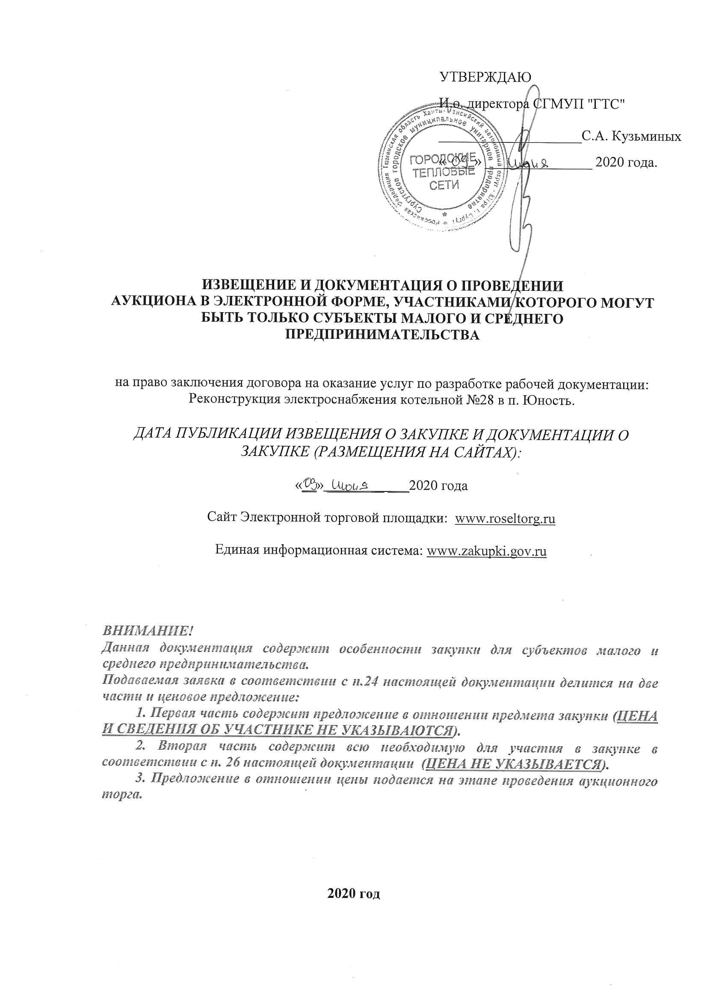 УТВЕРЖДАЮ
И.о. директора СГМУП "ГТС"
С.А. Кузьминых
«09» июня 2020 года.
Российская Федерация Тюменская область Ханты-Мансийский автономный округ - Югра г. Сургут *
Сургутское городское муниципальное унитарное предприятие *
ГОРОДСКИЕ
ТЕПЛОВЫЕ
СЕТИ
ИЗВЕЩЕНИЕ И ДОКУМЕНТАЦИЯ О ПРОВЕДЕНИИ
АУКЦИОНА В ЭЛЕКТРОННОЙ ФОРМЕ, УЧАСТНИКАМИ КОТОРОГО МОГУТ
БЫТЬ ТОЛЬКО СУБЪЕКТЫ МАЛОГО И СРЕДНЕГО
ПРЕДПРИНИМАТЕЛЬСТВА
на право заключения договора на оказание услуг по разработке рабочей документации:
Реконструкция электроснабжения котельной №28 в п. Юность.
ДАТА ПУБЛИКАЦИИ ИЗВЕЩЕНИЯ О ЗАКУПКЕ И ДОКУМЕНТАЦИИ О
ЗАКУПКЕ (РАЗМЕЩЕНИЯ НА САЙТАХ):
«09» июня 2020 года
Сайт Электронной торговой площадки: www.roseltorg.ru
Единая информационная система: www.zakupki.gov.ru
ВНИМАНИЕ!
Данная документация содержит особенности закупки для субъектов малого и
среднего предпринимательства.
Подаваемая заявка в соответствии с п.24 настоящей документации делится на две
части и ценовое предложение:
1. Первая часть содержит предложение в отношении предмета закупки (ЦЕНА
И СВЕДЕНИЯ ОБ УЧАСТНИКЕ НЕ УКАЗЫВАЮТСЯ).
2. Вторая часть содержит всю необходимую для участия в закупке в
соответствии с п. 26 настоящей документации (ЦЕНА НЕ УКАЗЫВАЕТСЯ).
3. Предложение в отношении цены подается на этапе проведения аукционного
торга.
2020 год